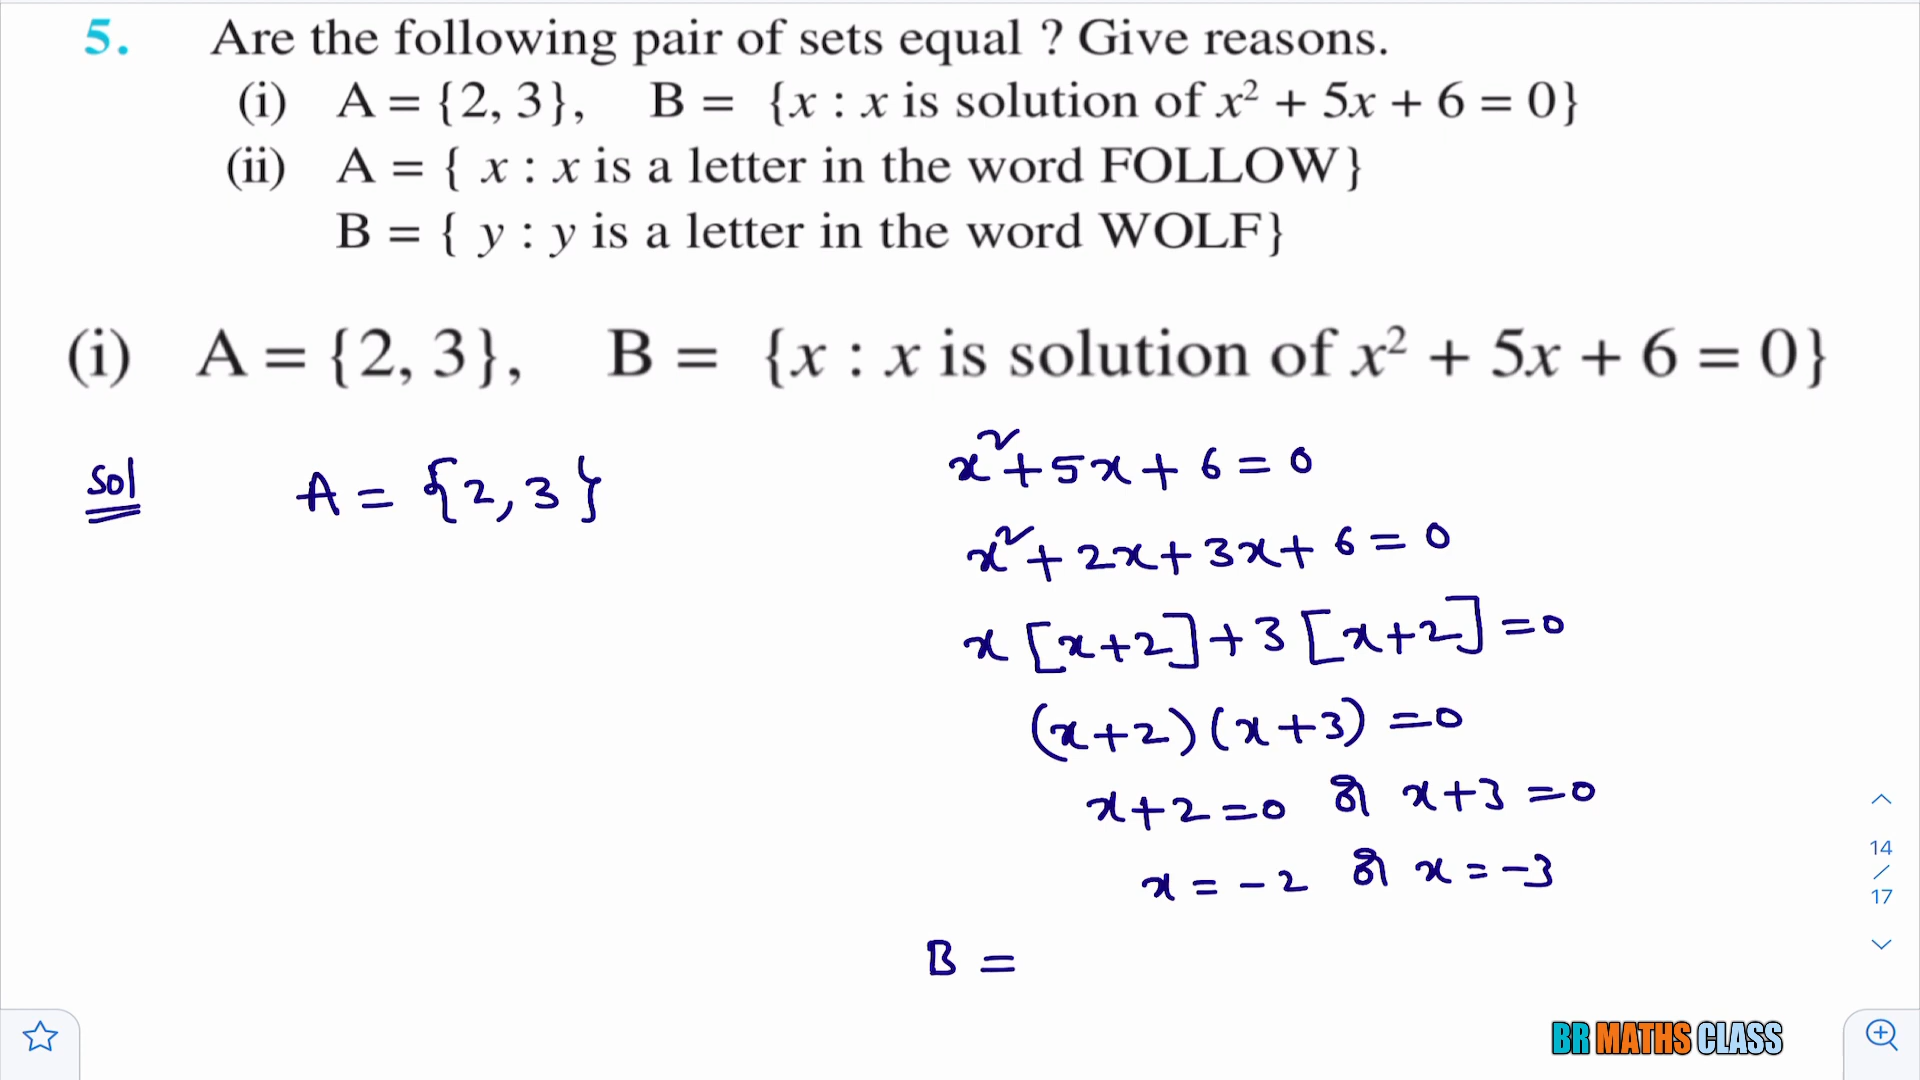 5. Are the following pair of sets equal ? Give reasons.
(i) A = {2, 3}, B = {x : x is solution of x² + 5x + 6 = 0}
(ii) A = { x : x is a letter in the word FOLLOW}
B = { y : y is a letter in the word WOLF}
(i) A = {2, 3}, B = {x : x is solution of x² + 5x + 6 = 0}
Sol A = {2, 3}
x² + 5x + 6 = 0
x² + 2x + 3x + 6 = 0
x [x+2] + 3 [x+2] = 0
(x+2) (x+3) = 0
x+2 = 0 or x+3 = 0
x = -2 or x = -3
B =
14
/
17
BR MATHS CLASS